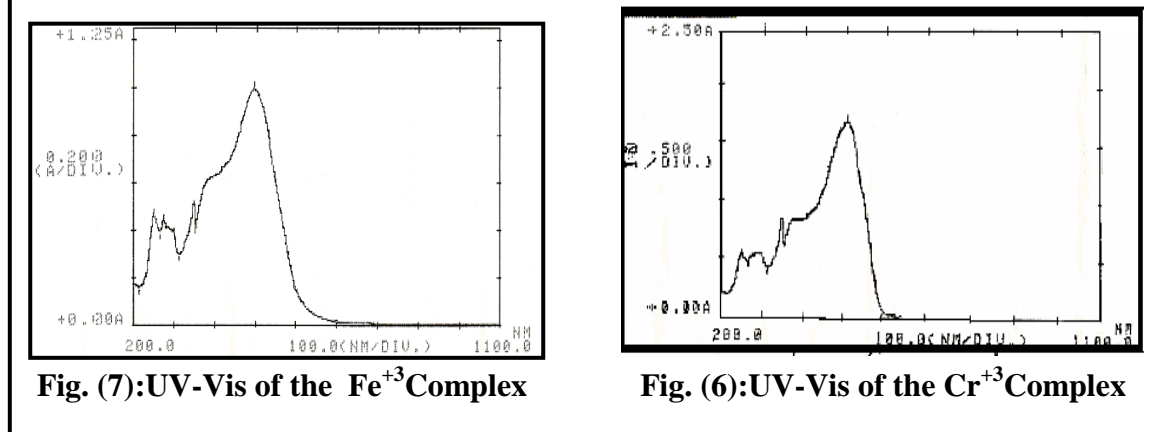 +1.25A
0.200
(A/DIV.)
+0.00A
200.0
100.0(NM/DIV.)
NM
1100.0
Fig. (7):UV-Vis of the Fe+3Complex
+2.50A
.500
/DIV.)
+0.00A
200.0
100.0(NM/DIV.)
NM
1100.0
Fig. (6):UV-Vis of the Cr+3Complex